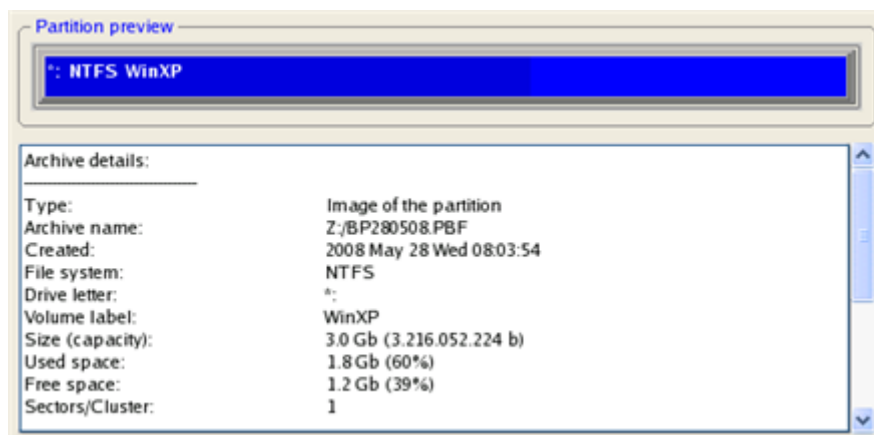 Partition preview
*: NTFS WinXP
Archive details:
Type: Image of the partition
Archive name: Z:/BP280508.PBF
Created: 2008 May 28 Wed 08:03:54
File system: NTFS
Drive letter: *:
Volume label: WinXP
Size (capacity): 3.0 Gb (3.216.052.224 b)
Used space: 1.8 Gb (60%)
Free space: 1.2 Gb (39%)
Sectors/Cluster: 1